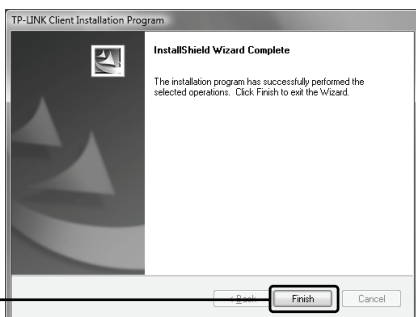 TP-LINK Client Installation Program
InstallShield Wizard Complete
The installation program has successfully performed the
selected operations. Click Finish to exit the Wizard.
< Back
Finish
Cancel